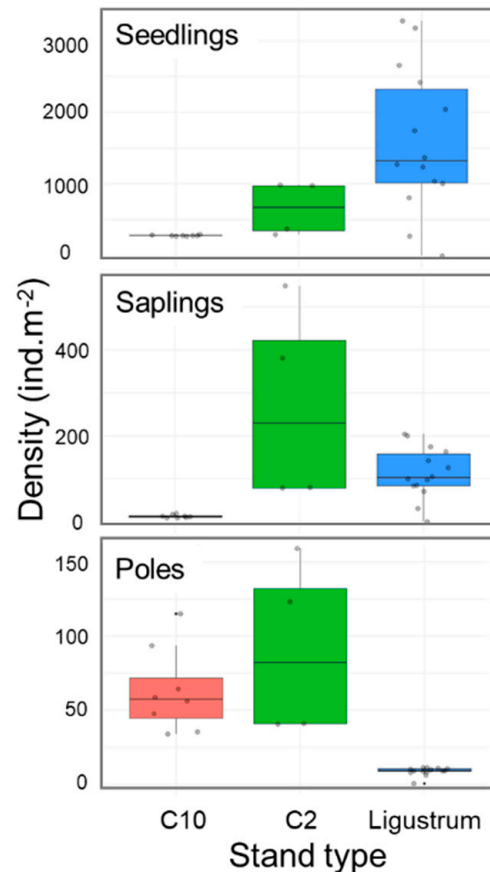 Seedlings
3000
2000
1000
0
Saplings
400
200
0
Poles
150
100
50
0
Density (ind.m-2)
C10 C2 Ligustrum
Stand type